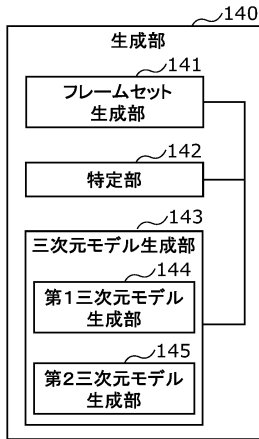 140
生成部
141
フレームセット
生成部
142
特定部
143
三次元モデル生成部
144
第1三次元モデル
生成部
145
第2三次元モデル
生成部